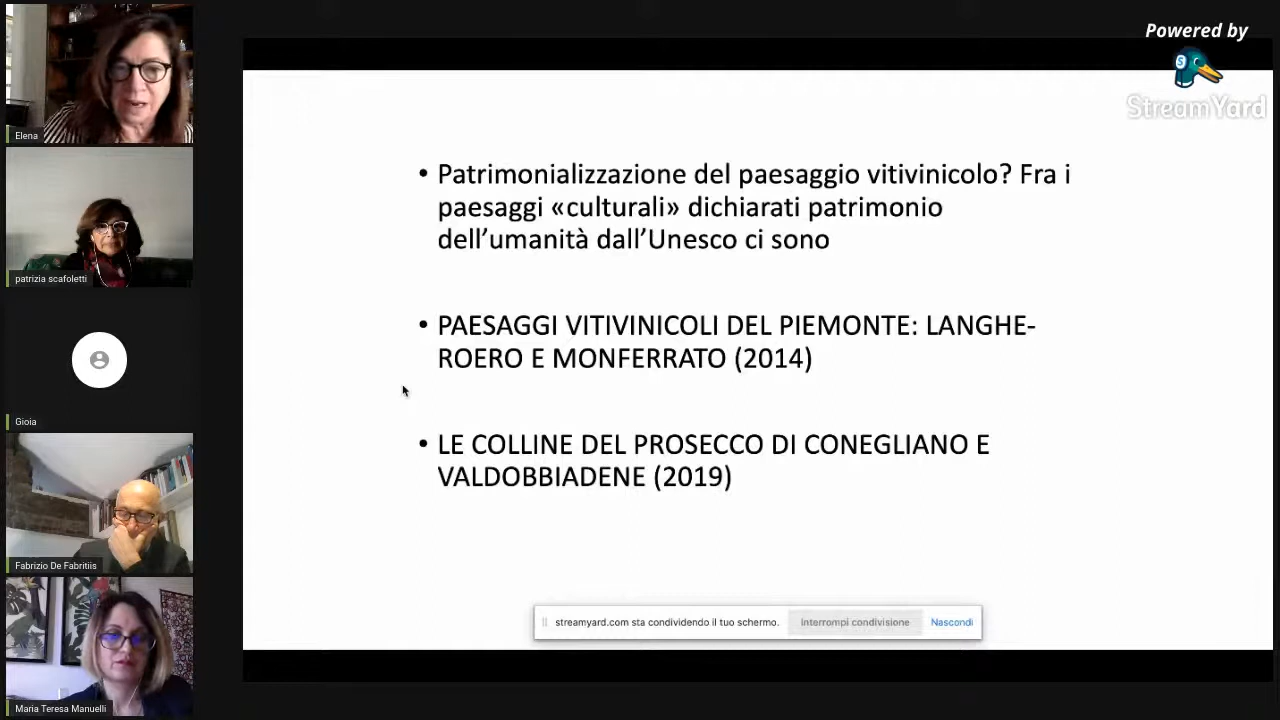 Powered by
StreamYard
Elena
patrizia scafoletti
Gioia
Fabrizio De Fabritiis
Maria Teresa Manuelli
• Patrimonializzazione del paesaggio vitivinicolo? Fra i
paesaggi «culturali» dichiarati patrimonio
dell’umanità dall’Unesco ci sono
• PAESAGGI VITIVINICOLI DEL PIEMONTE: LANGHE-
ROERO E MONFERRATO (2014)
• LE COLLINE DEL PROSECCO DI CONEGLIANO E
VALDOBBIADENE (2019)
streamyard.com sta condividendo il tuo schermo.
Interrompi condivisione
Nascondi